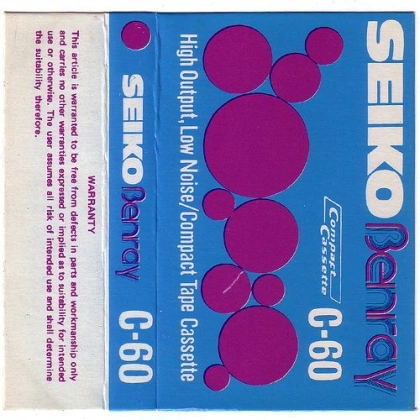 SEIKO Benray
Compact
Cassette
C-60
High Output, Low Noise/Compact Tape Cassette
SEIKO Benray C-60
WARRANTY
This article is warranted to be free from defects in parts and workmanship only
and carries no other warranties expressed or implied as to suitability for intended
use or otherwise. The user assumes all risk of intended use and shall determine
the suitability therefore.